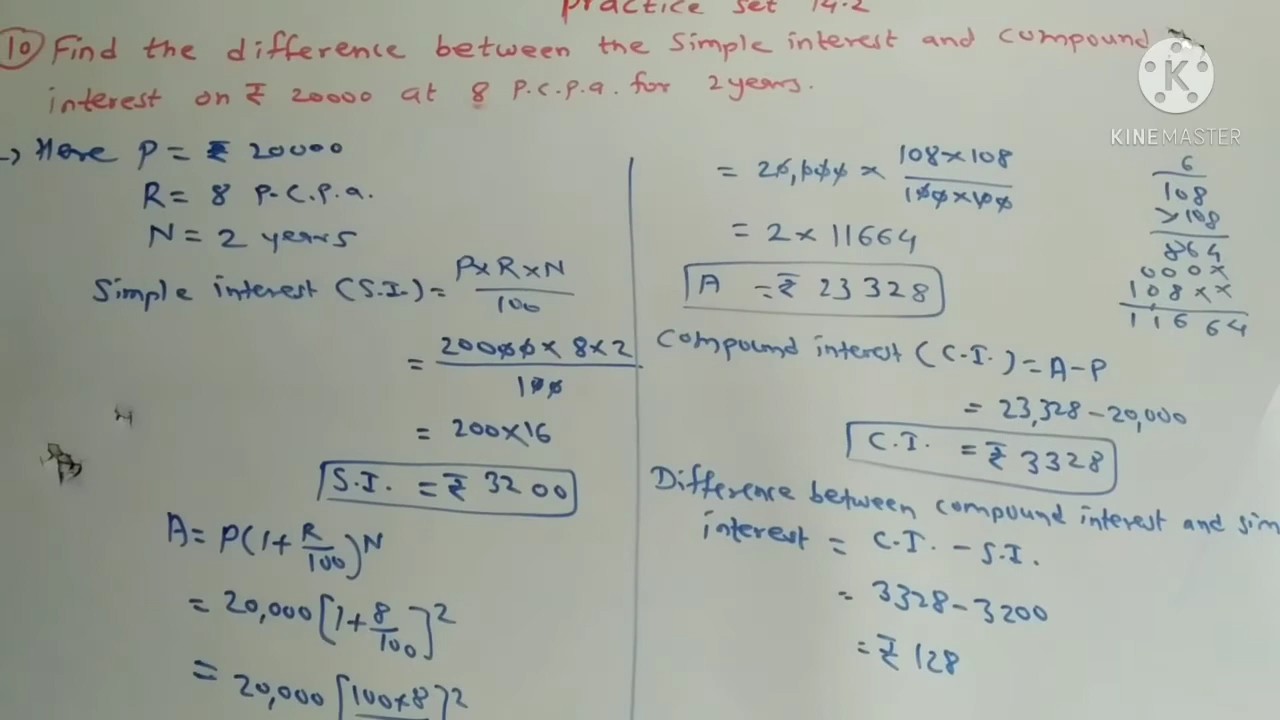 Practice Set 14.2
10 Find the difference between the simple interest and compound
interest on ₹ 20000 at 8 p.c.p.a. for 2 years.
→ Here P = ₹ 20000
R = 8 p.c.p.a.
N = 2 years
Simple interest (S.I.) = P×R×N
100
= 20000 × 8×2
100
= 200×16
S.I. = ₹ 3200
A = P(1+ R/100)^N
= 20,000 [1+ 8/100]^2
= 20,000 [100+8]^2
= 20,000 × 108×108
100×100
= 2 × 11664
A = ₹ 23328
6
108
×108
864
000×
108××
11664
Compound interest (C.I.) = A-P
= 23,328 - 20,000
C.I. = ₹ 3328
Difference between compound interest and sim
interest = C.I. - S.I.
= 3328 - 3200
= ₹ 128
K
KINEMASTER